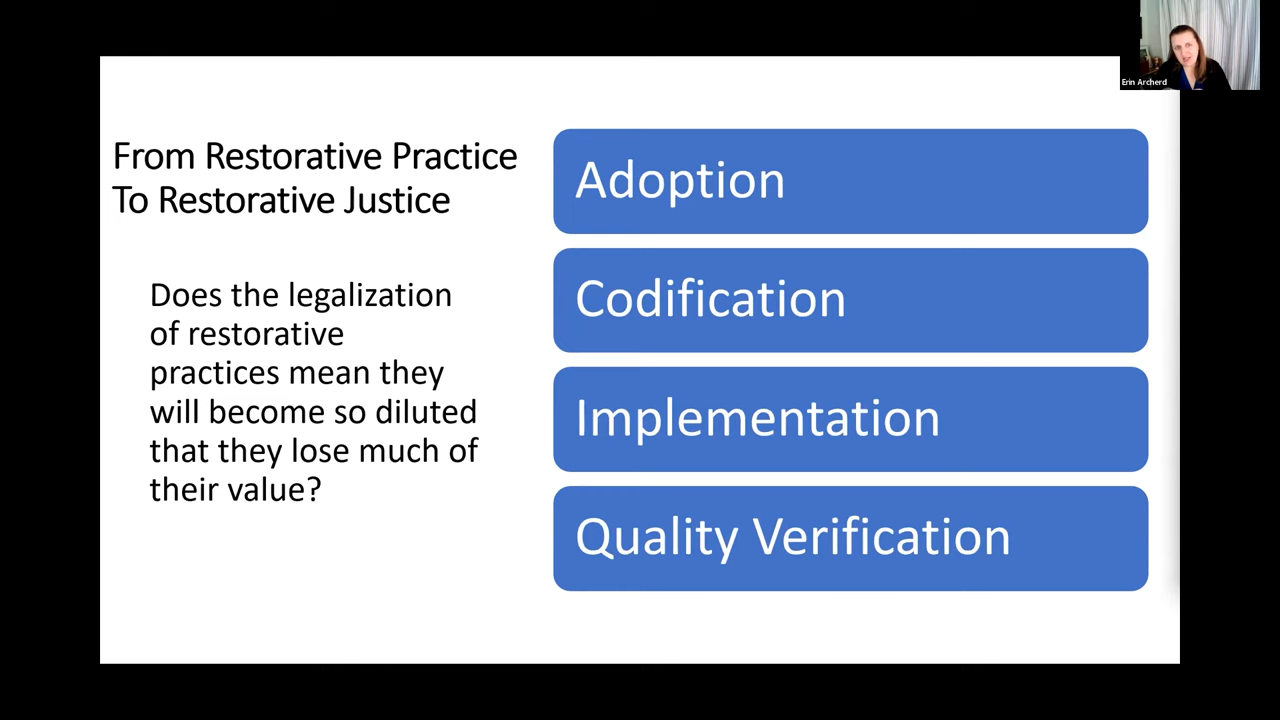 Erin Archerd
From Restorative Practice
To Restorative Justice
Does the legalization
of restorative
practices mean they
will become so diluted
that they lose much of
their value?
Adoption
Codification
Implementation
Quality Verification